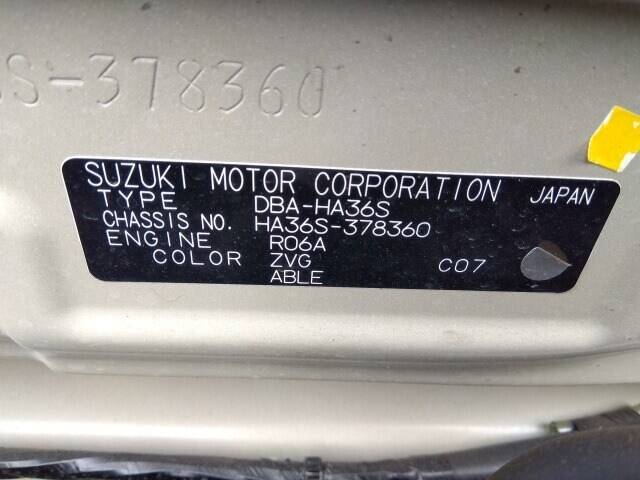 S-378360
SUZUKI MOTOR CORPORATION JAPAN
TYPE DBA-HA36S
CHASSIS NO. HA36S-378360
ENGINE R06A
COLOR ZVG C07
ABLE